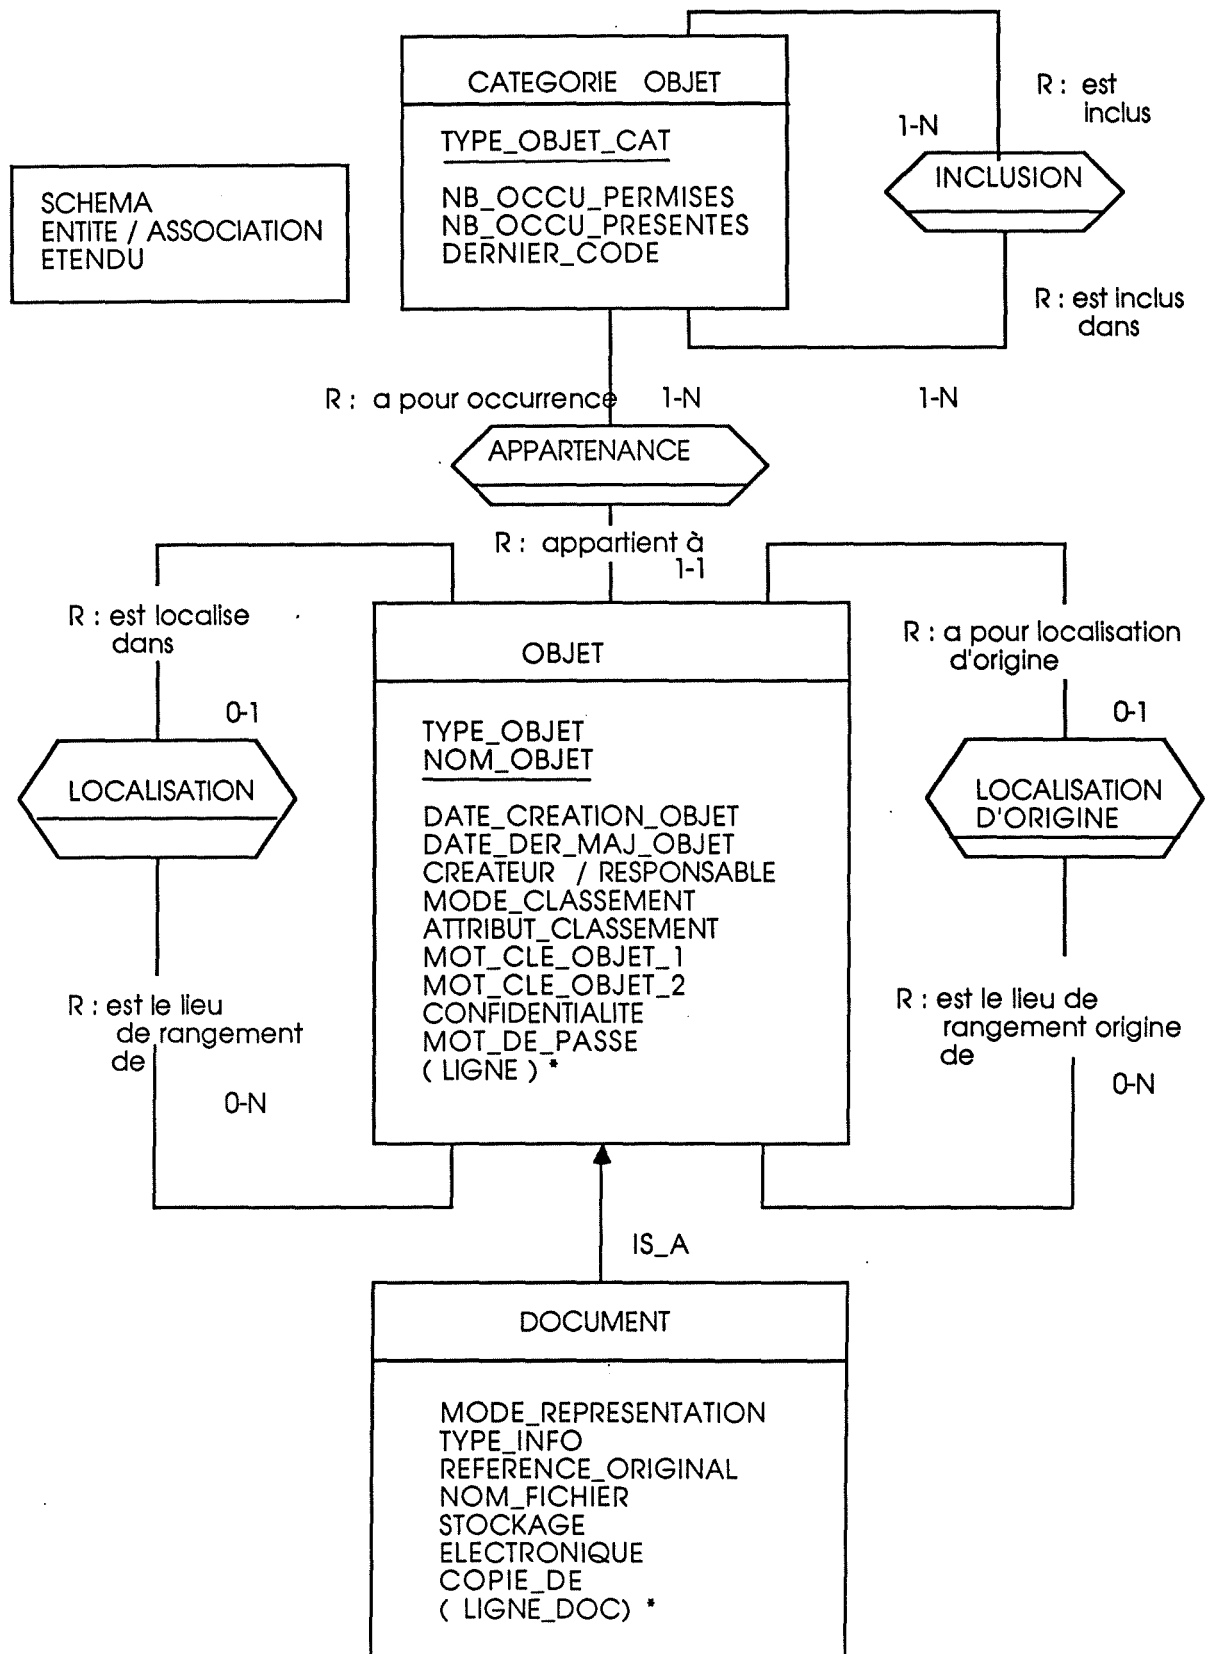 CATEGORIE OBJET
TYPE_OBJET_CAT
NB_OCCU_PERMISES
NB_OCCU_PRESENTES
DERNIER_CODE
SCHEMA
ENTITE / ASSOCIATION
ETENDU
R : est
inclus
1-N
INCLUSION
R : est inclus
dans
1-N
R : a pour occurrence
1-N
APPARTENANCE
R : appartient à
1-1
R : est localise
dans
0-1
LOCALISATION
R : est le lieu
de rangement
de
0-N
OBJET
TYPE_OBJET
NOM_OBJET
DATE_CREATION_OBJET
DATE_DER_MAJ_OBJET
CREATEUR / RESPONSABLE
MODE_CLASSEMENT
ATTRIBUT_CLASSEMENT
MOT_CLE_OBJET_1
MOT_CLE_OBJET_2
CONFIDENTIALITE
MOT_DE_PASSE
( LIGNE ) *
R : a pour localisation
d'origine
0-1
LOCALISATION
D'ORIGINE
R : est le lieu de
rangement origine
de
0-N
IS_A
DOCUMENT
MODE_REPRESENTATION
TYPE_INFO
REFERENCE_ORIGINAL
NOM_FICHIER
STOCKAGE
ELECTRONIQUE
COPIE_DE
( LIGNE_DOC) *